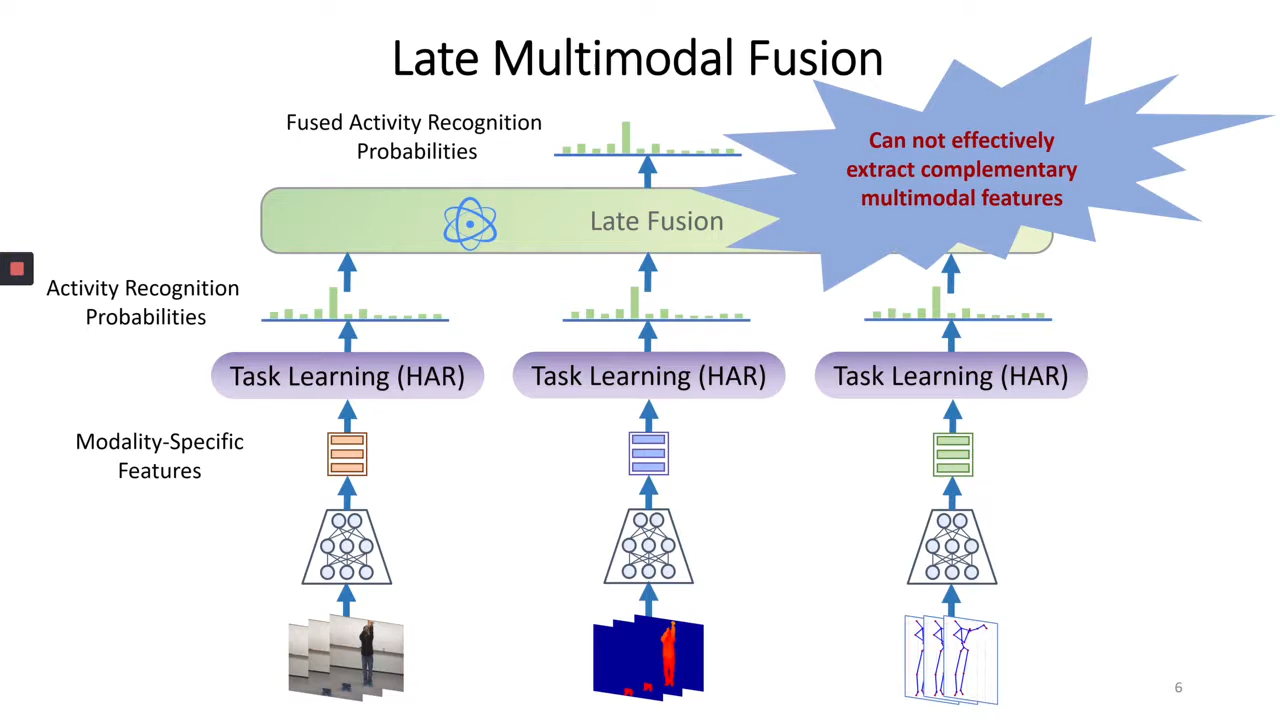 Late Multimodal Fusion
Fused Activity Recognition
Probabilities
Can not effectively
extract complementary
multimodal features
Late Fusion
Activity Recognition
Probabilities
Task Learning (HAR)
Task Learning (HAR)
Task Learning (HAR)
Modality-Specific
Features
6